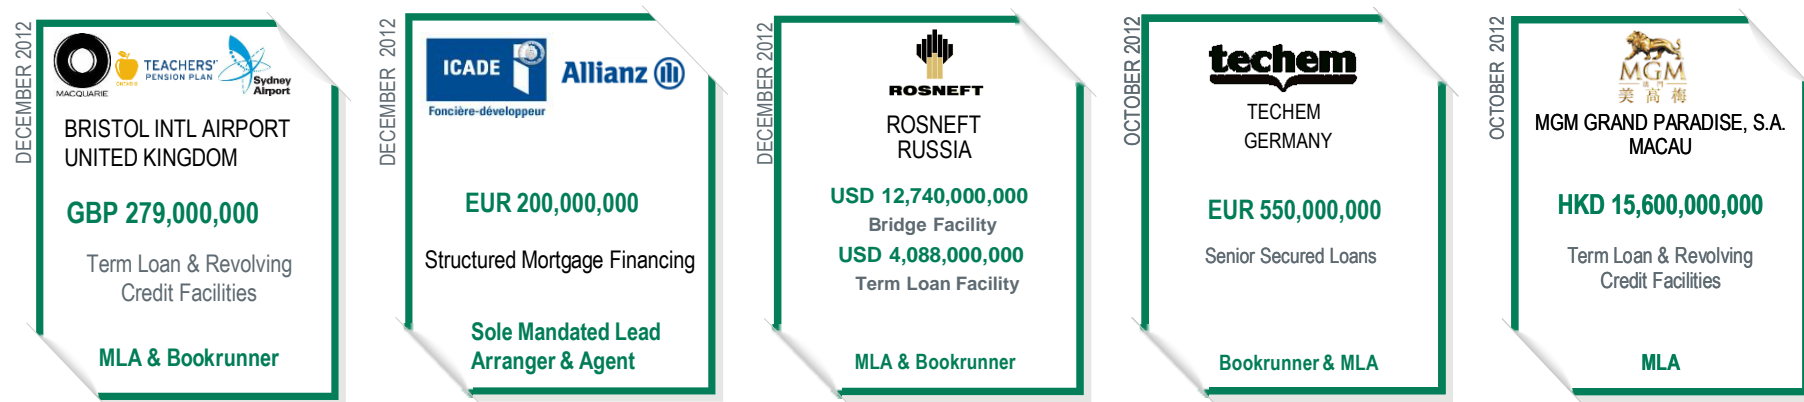 DECEMBER 2012
MACQUARIE
ONTARIO
TEACHERS'
PENSION PLAN
Sydney
Airport
BRISTOL INTL AIRPORT
UNITED KINGDOM
GBP 279,000,000
Term Loan & Revolving
Credit Facilities
MLA & Bookrunner
DECEMBER 2012
ICADE
Foncière-développeur
Allianz
EUR 200,000,000
Structured Mortgage Financing
Sole Mandated Lead
Arranger & Agent
DECEMBER 2012
ROSNEFT
ROSNEFT
RUSSIA
USD 12,740,000,000
Bridge Facility
USD 4,088,000,000
Term Loan Facility
MLA & Bookrunner
OCTOBER 2012
techem
TECHEM
GERMANY
EUR 550,000,000
Senior Secured Loans
Bookrunner & MLA
OCTOBER 2012
MGM
美高梅
MGM GRAND PARADISE, S.A.
MACAU
HKD 15,600,000,000
Term Loan & Revolving
Credit Facilities
MLA